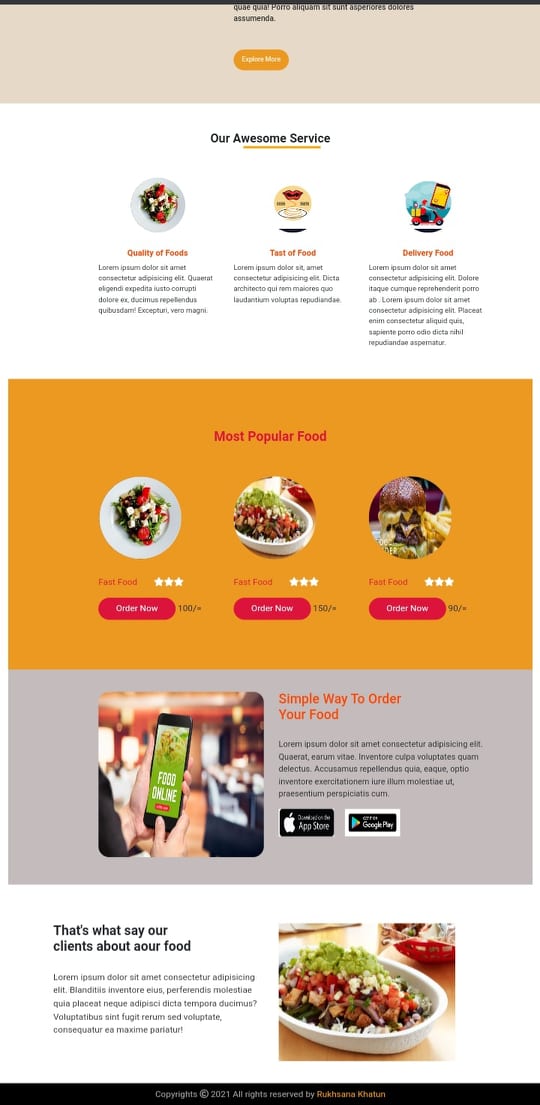 quae quia! Porro aliquam sit sunt asperiores dolores
assumenda.
Explore More
Our Awesome Service
Quality of Foods
Lorem ipsum dolor sit amet
consectetur adipisicing elit. Quaerat
eligendi expedita iusto corrupti
dolore ex, ducimus repellendus
quibusdam! Excepturi, vero magni.
Tast of Food
Lorem ipsum dolor sit, amet
consectetur adipisicing elit. Dicta
architecto qui rem maiores quo
laudantium voluptas repudiandae.
Delivery Food
Lorem ipsum dolor sit amet
consectetur adipisicing elit. Dolore
itaque cumque reprehenderit porro
ab . Lorem ipsum dolor sit amet
consectetur adipisicing elit. Placeat
enim consectetur aliquid quis,
sapiente porro odio dicta nihil
repudiandae aspernatur.
Most Popular Food
Fast Food
Order Now 100/=
Fast Food
Order Now 150/=
Fast Food
Order Now 90/=
FOOD
ONLINE
Simple Way To Order
Your Food
Lorem ipsum dolor sit amet consectetur adipisicing elit.
Quaerat, earum vitae. Inventore culpa voluptates quam
delectus. Accusamus repellendus quia, eaque, optio
inventore exercitationem iure illum molestiae ut,
praesentium perspiciatis cum.
Download on the
App Store
GET IT ON
Google Play
That's what say our
clients about aour food
Lorem ipsum dolor sit amet consectetur adipisicing
elit. Blanditiis inventore eius, perferendis molestiae
quia placeat neque adipisci dicta tempora ducimus?
Voluptatibus sint fugit rerum sed voluptate,
consequatur ea maxime pariatur!
Copyrights © 2021 All rights reserved by Rukhsana Khatun